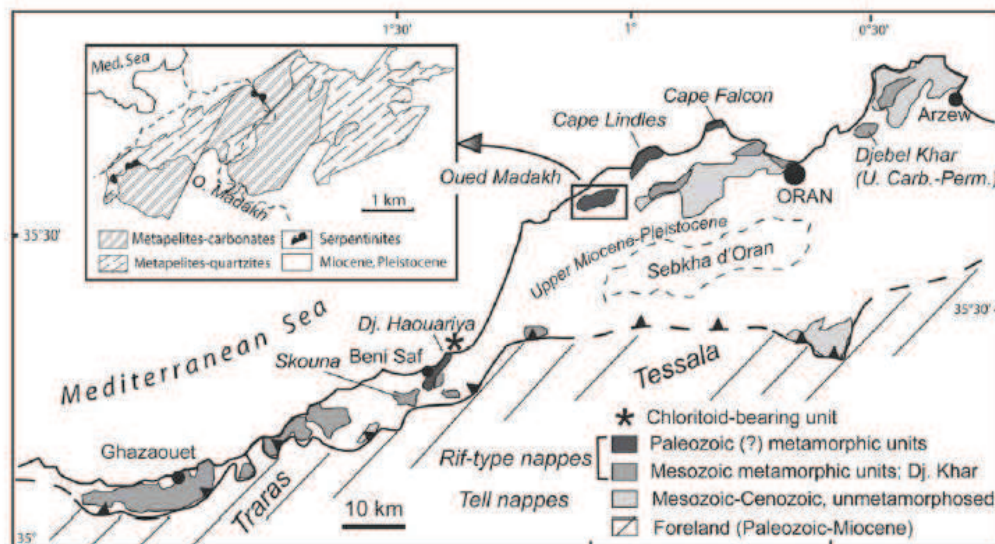 1°30'
1°
0°30'
Med. Sea
O. Madakh
1 km
Metapelites-carbonates
Serpentinites
Metapelites-quartzites
Miocene, Pleistocene
Cape Falcon
Cape Lindles
Oued Madakh
Arzew
Djebel Khar
(U. Carb.-Perm.)
ORAN
35°30'
Upper Miocene-Pleistocene
Sebkha d'Oran
35°30'
Mediterranean Sea
Dj. Haouariya
Beni Saf
Skouna
Tessala
Ghazaouet
Traras
10 km
35°
Chloritoid-bearing unit
Rif-type nappes
Paleozoic (?) metamorphic units
Mesozoic metamorphic units; Dj. Khar
Tell nappes
Mesozoic-Cenozoic, unmetamorphosed
Foreland (Paleozoic-Miocene)